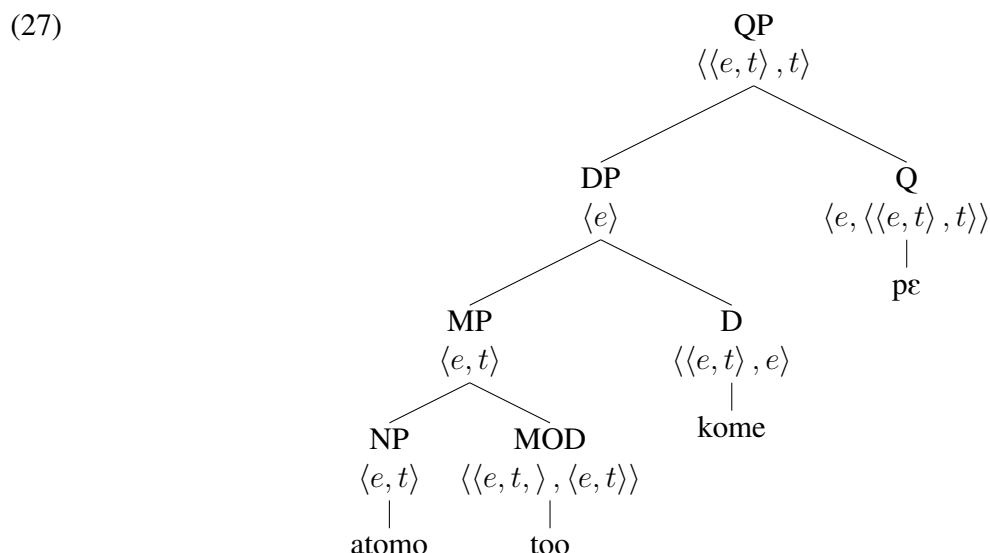 (27) QP
⟨⟨e, t⟩ , t⟩
DP Q
⟨e⟩ ⟨e, ⟨⟨e, t⟩ , t⟩⟩
pɛ
MP D
⟨e, t⟩ ⟨⟨e, t⟩ , e⟩
kome
NP MOD
⟨e, t⟩ ⟨⟨e, t, ⟩ , ⟨e, t⟩⟩
atomo too